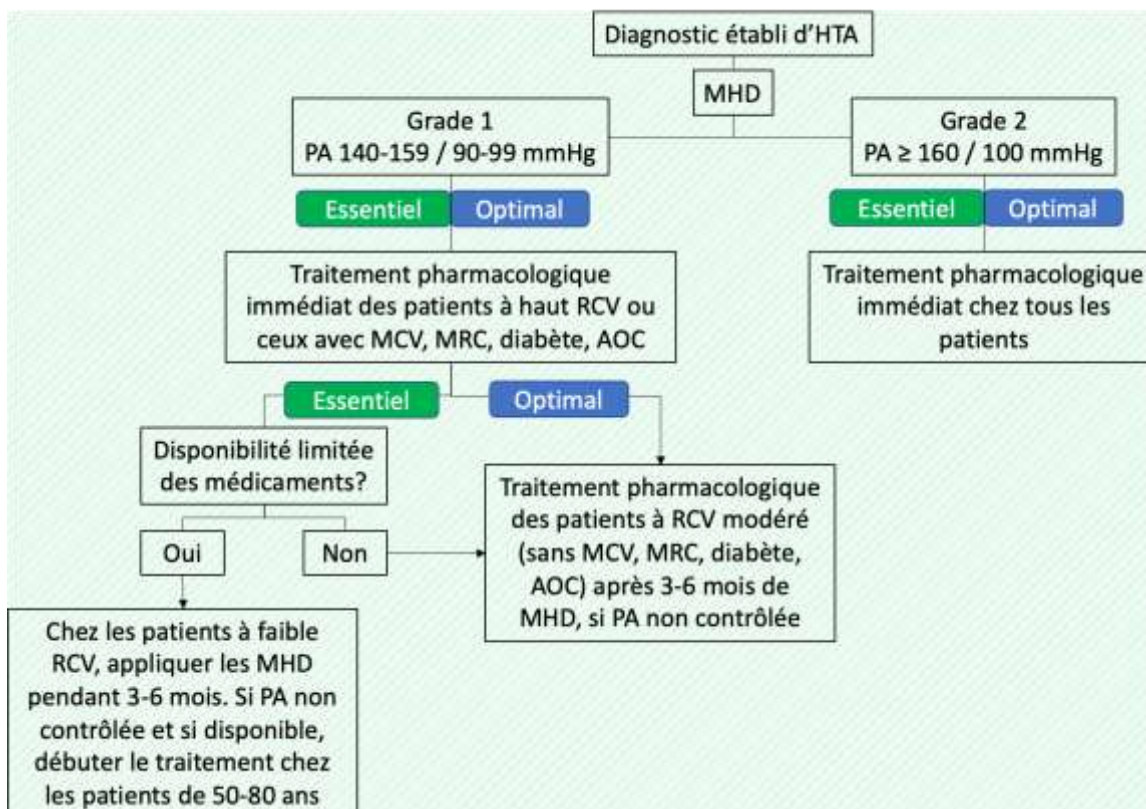 Diagnostic établi d'HTA
MHD
Grade 1
PA 140-159 / 90-99 mmHg
Grade 2
PA ≥ 160 / 100 mmHg
Essentiel
Optimal
Essentiel
Optimal
Traitement pharmacologique
immédiat des patients à haut RCV ou
ceux avec MCV, MRC, diabète, AOC
Traitement pharmacologique
immédiat chez tous les
patients
Essentiel
Optimal
Disponibilité limitée
des médicaments?
Oui
Non
Traitement pharmacologique
des patients à RCV modéré
(sans MCV, MRC, diabète,
AOC) après 3-6 mois de
MHD, si PA non contrôlée
Chez les patients à faible
RCV, appliquer les MHD
pendant 3-6 mois. Si PA non
contrôlée et si disponible,
débuter le traitement chez
les patients de 50-80 ans